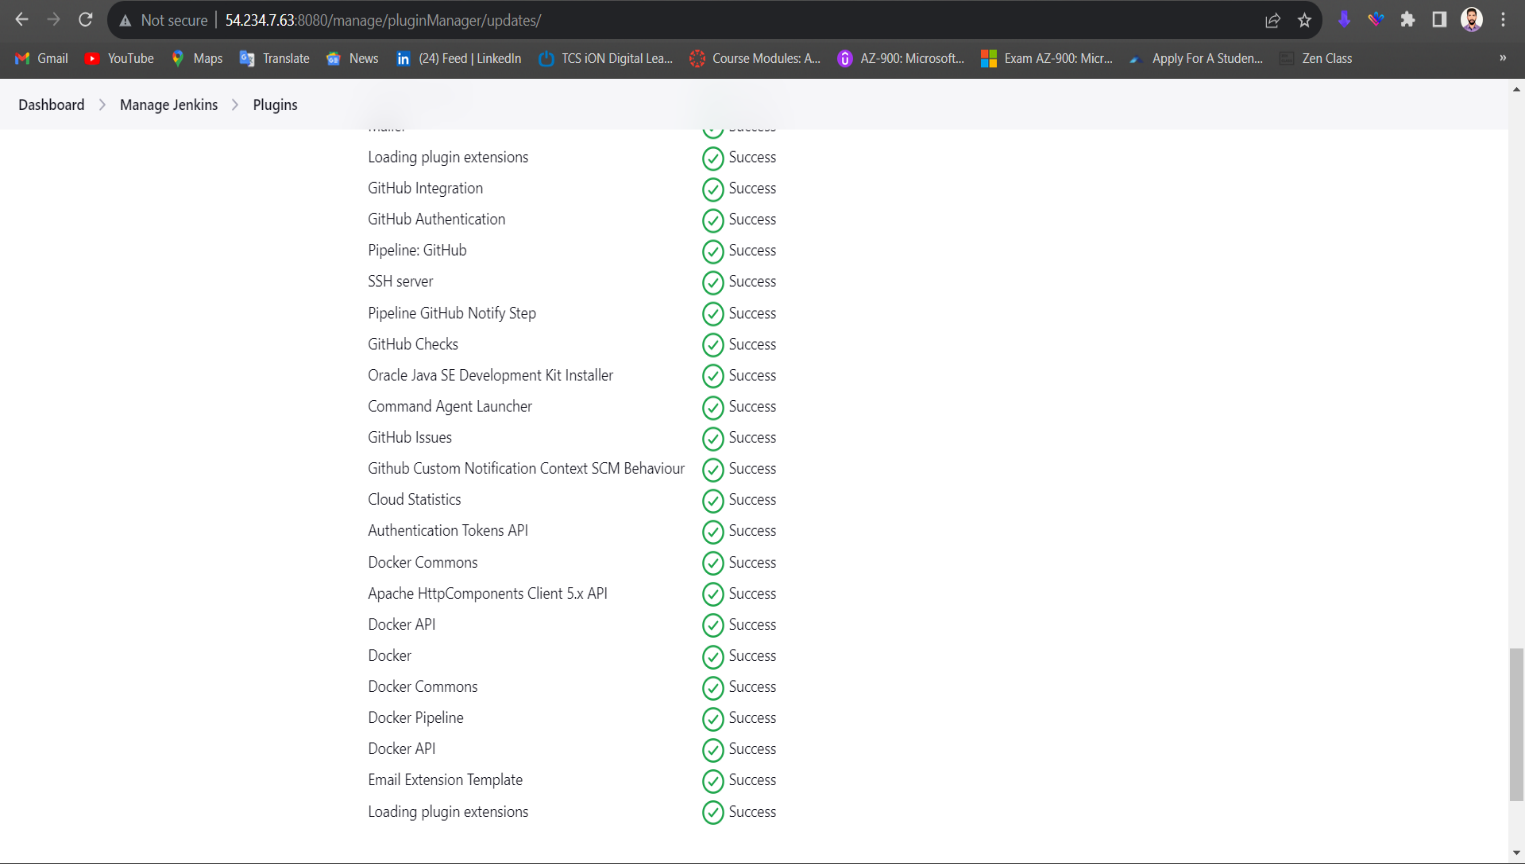 Not secure 54.234.7.63:8080/manage/pluginManager/updates/
Gmail YouTube Maps Translate News (24) Feed | LinkedIn TCS iON Digital Lea... Course Modules: A... AZ-900: Microsoft... Exam AZ-900: Micr... Apply For A Studen... Zen Class »
Dashboard Manage Jenkins Plugins
Mailer Success
Loading plugin extensions Success
GitHub Integration Success
GitHub Authentication Success
Pipeline: GitHub Success
SSH server Success
Pipeline GitHub Notify Step Success
GitHub Checks Success
Oracle Java SE Development Kit Installer Success
Command Agent Launcher Success
GitHub Issues Success
Github Custom Notification Context SCM Behaviour Success
Cloud Statistics Success
Authentication Tokens API Success
Docker Commons Success
Apache HttpComponents Client 5.x API Success
Docker API Success
Docker Success
Docker Commons Success
Docker Pipeline Success
Docker API Success
Email Extension Template Success
Loading plugin extensions Success